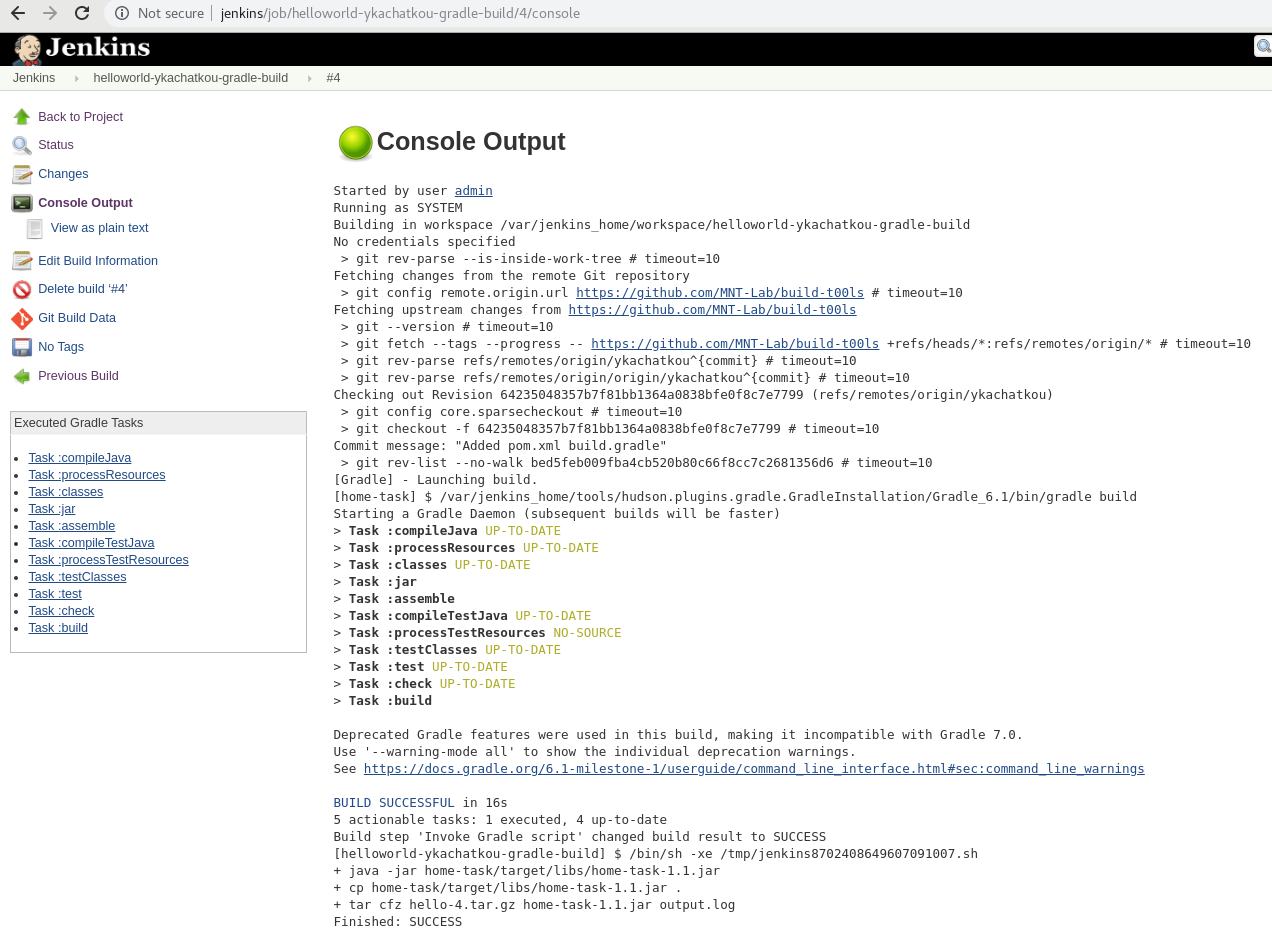 Not secure jenkins/job/helloworld-ykachatkou-gradle-build/4/console
Jenkins
Jenkins helloworld-ykachatkou-gradle-build #4
Back to Project
Status
Changes
Console Output
View as plain text
Edit Build Information
Delete build ‘#4’
Git Build Data
No Tags
Previous Build
Executed Gradle Tasks
Task :compileJava
Task :processResources
Task :classes
Task :jar
Task :assemble
Task :compileTestJava
Task :processTestResources
Task :testClasses
Task :test
Task :check
Task :build
Console Output
Started by user admin
Running as SYSTEM
Building in workspace /var/jenkins_home/workspace/helloworld-ykachatkou-gradle-build
No credentials specified
 > git rev-parse --is-inside-work-tree # timeout=10
Fetching changes from the remote Git repository
 > git config remote.origin.url https://github.com/MNT-Lab/build-t00ls # timeout=10
Fetching upstream changes from https://github.com/MNT-Lab/build-t00ls
 > git --version # timeout=10
 > git fetch --tags --progress -- https://github.com/MNT-Lab/build-t00ls +refs/heads/*:refs/remotes/origin/* # timeout=10
 > git rev-parse refs/remotes/origin/ykachatkou^{commit} # timeout=10
 > git rev-parse refs/remotes/origin/origin/ykachatkou^{commit} # timeout=10
Checking out Revision 64235048357b7f81bb1364a0838bfe0f8c7e7799 (refs/remotes/origin/ykachatkou)
 > git config core.sparsecheckout # timeout=10
 > git checkout -f 64235048357b7f81bb1364a0838bfe0f8c7e7799 # timeout=10
Commit message: "Added pom.xml build.gradle"
 > git rev-list --no-walk bed5feb009fba4cb520b80c66f8cc7c2681356d6 # timeout=10
[Gradle] - Launching build.
[home-task] $ /var/jenkins_home/tools/hudson.plugins.gradle.GradleInstallation/Gradle_6.1/bin/gradle build
Starting a Gradle Daemon (subsequent builds will be faster)
> Task :compileJava UP-TO-DATE
> Task :processResources UP-TO-DATE
> Task :classes UP-TO-DATE
> Task :jar
> Task :assemble
> Task :compileTestJava UP-TO-DATE
> Task :processTestResources NO-SOURCE
> Task :testClasses UP-TO-DATE
> Task :test UP-TO-DATE
> Task :check UP-TO-DATE
> Task :build
Deprecated Gradle features were used in this build, making it incompatible with Gradle 7.0.
Use '--warning-mode all' to show the individual deprecation warnings.
See https://docs.gradle.org/6.1-milestone-1/userguide/command_line_interface.html#sec:command_line_warnings
BUILD SUCCESSFUL in 16s
5 actionable tasks: 1 executed, 4 up-to-date
Build step 'Invoke Gradle script' changed build result to SUCCESS
[helloworld-ykachatkou-gradle-build] $ /bin/sh -xe /tmp/jenkins8702408649607091007.sh
+ java -jar home-task/target/libs/home-task-1.1.jar
+ cp home-task/target/libs/home-task-1.1.jar .
+ tar cfz hello-4.tar.gz home-task-1.1.jar output.log
Finished: SUCCESS